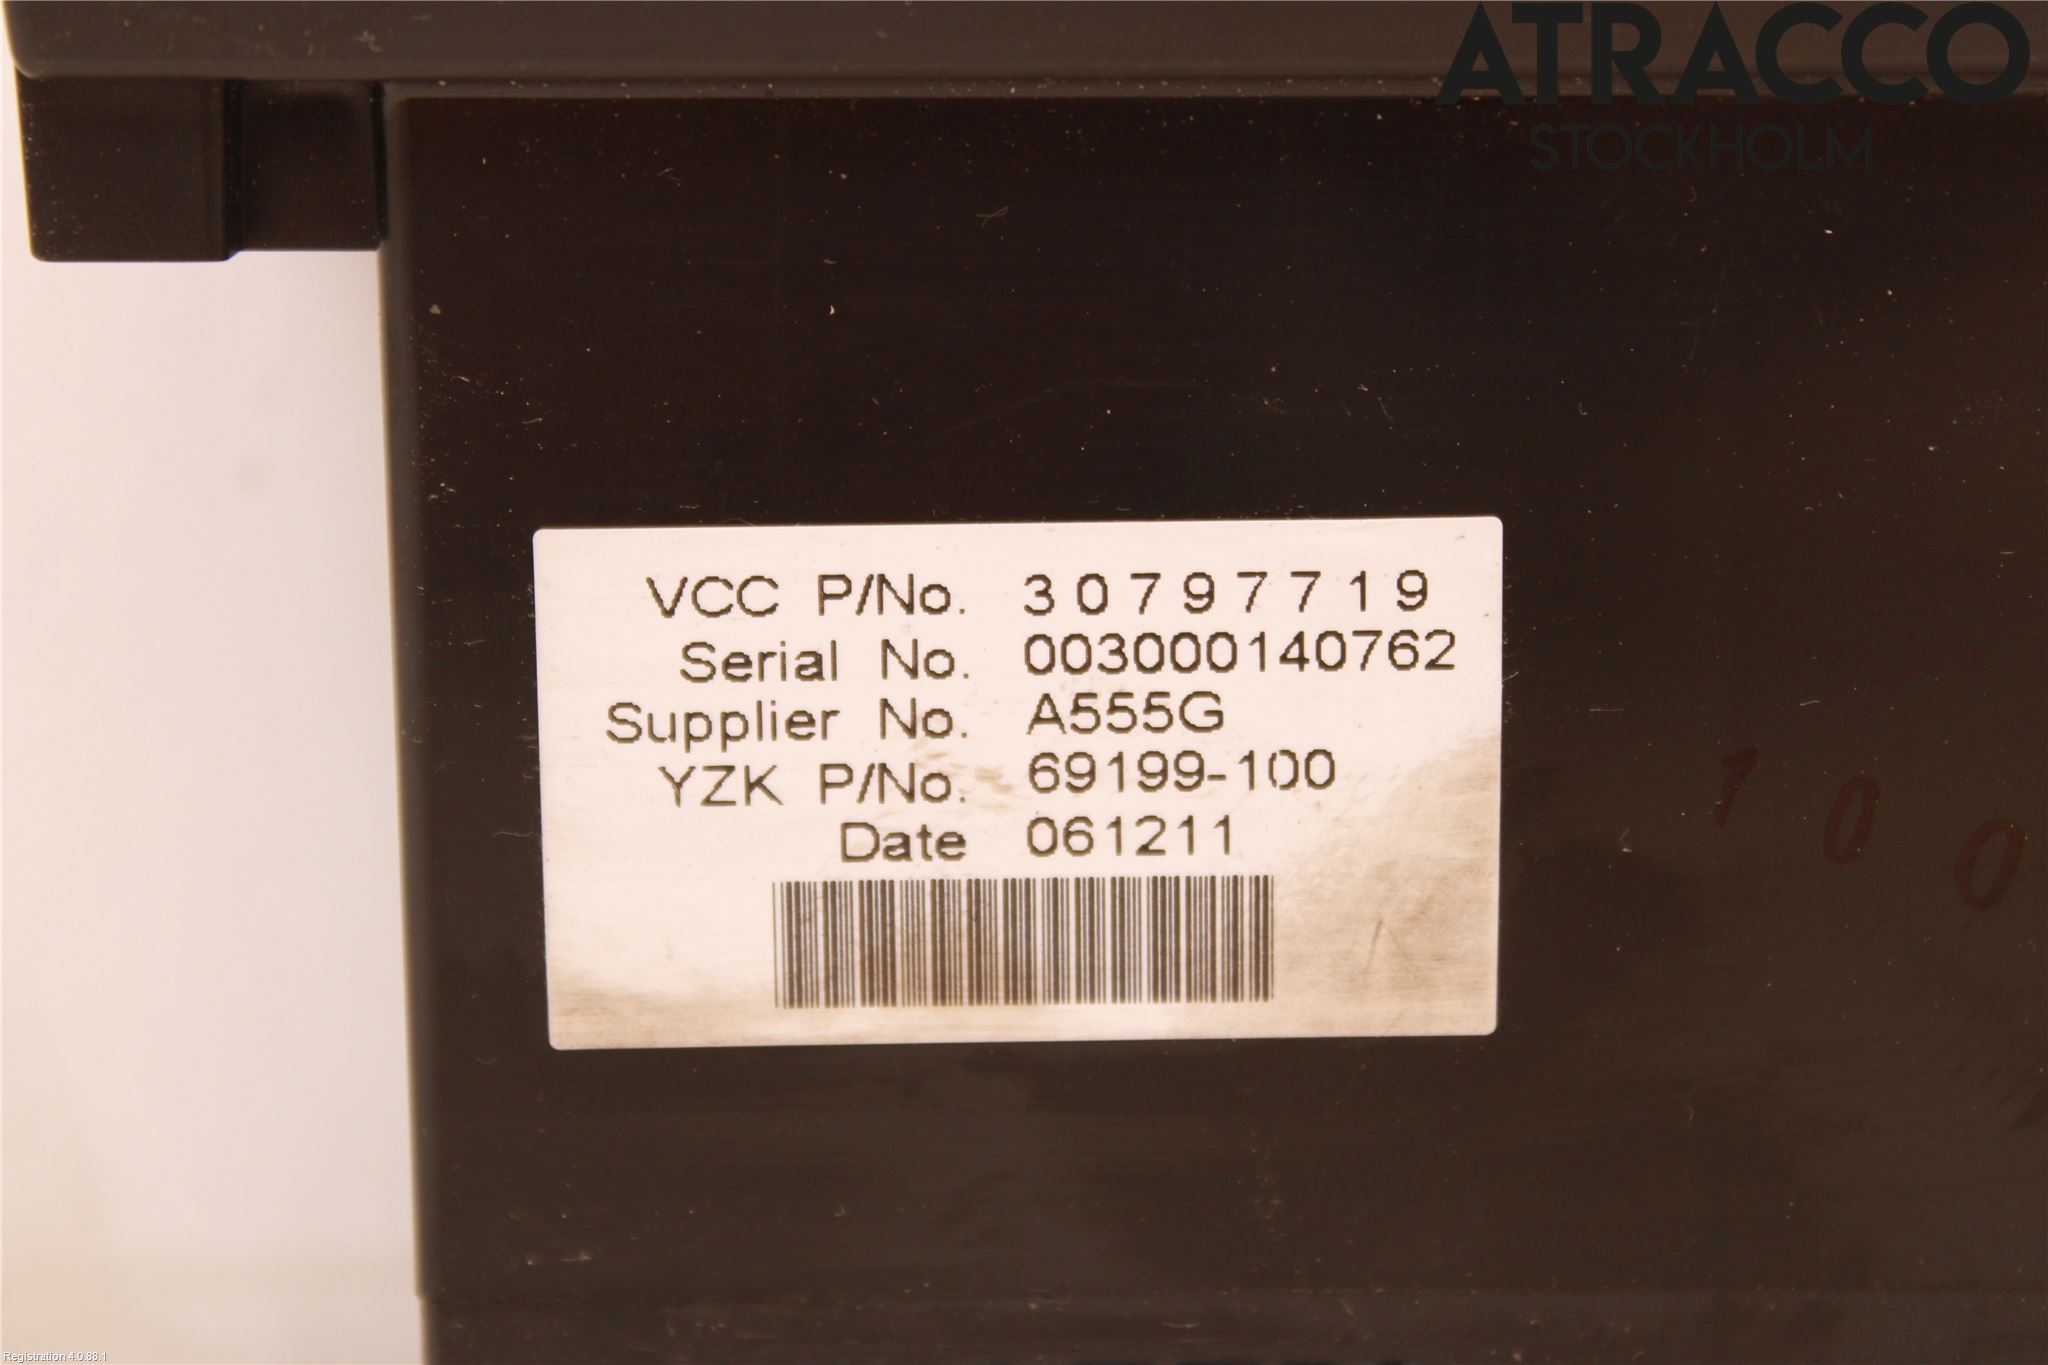 ATRACCO
STOCKHOLM
VCC P/No. 30797719
Serial No. 003000140762
Supplier No. A555G
YZK P/No. 69199-100
Date 061211
100
Registration 4.0.88.1